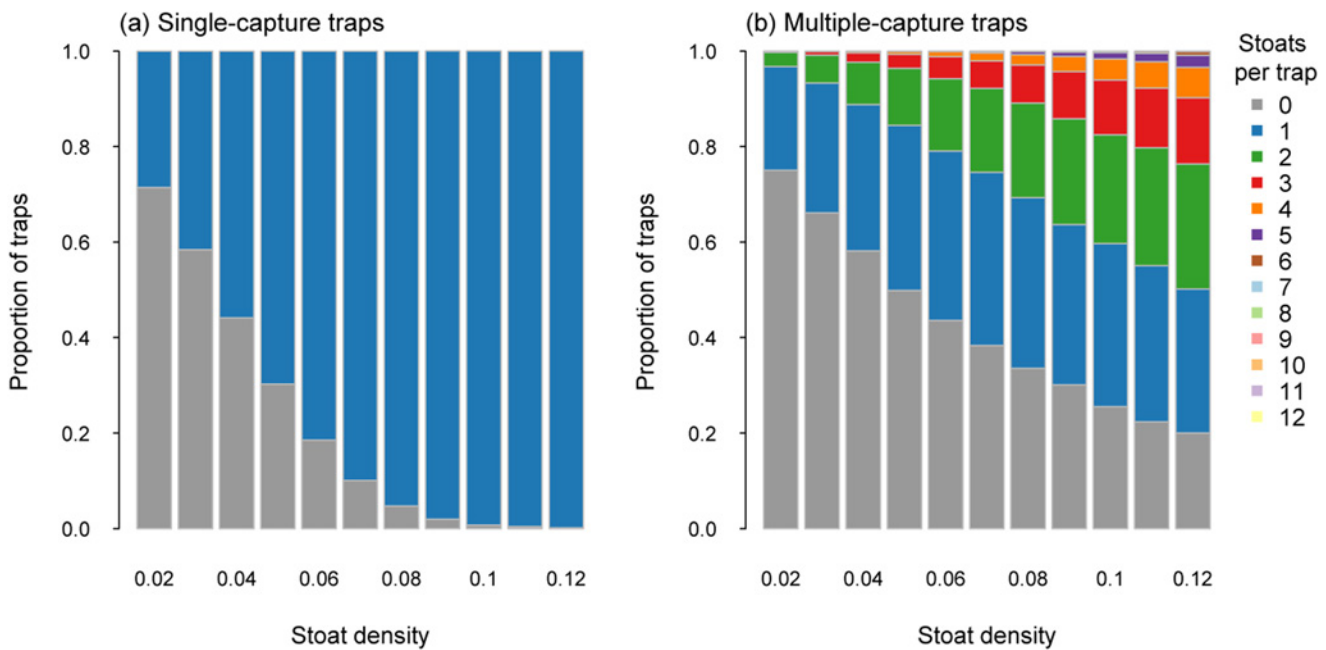 (a) Single-capture traps
1.0
0.8
0.6
0.4
0.2
0.0
Proportion of traps
0.02 0.04 0.06 0.08 0.1 0.12
Stoat density
(b) Multiple-capture traps
1.0
0.8
0.6
0.4
0.2
0.0
Proportion of traps
0.02 0.04 0.06 0.08 0.1 0.12
Stoat density
Stoats
per trap
0
1
2
3
4
5
6
7
8
9
10
11
12